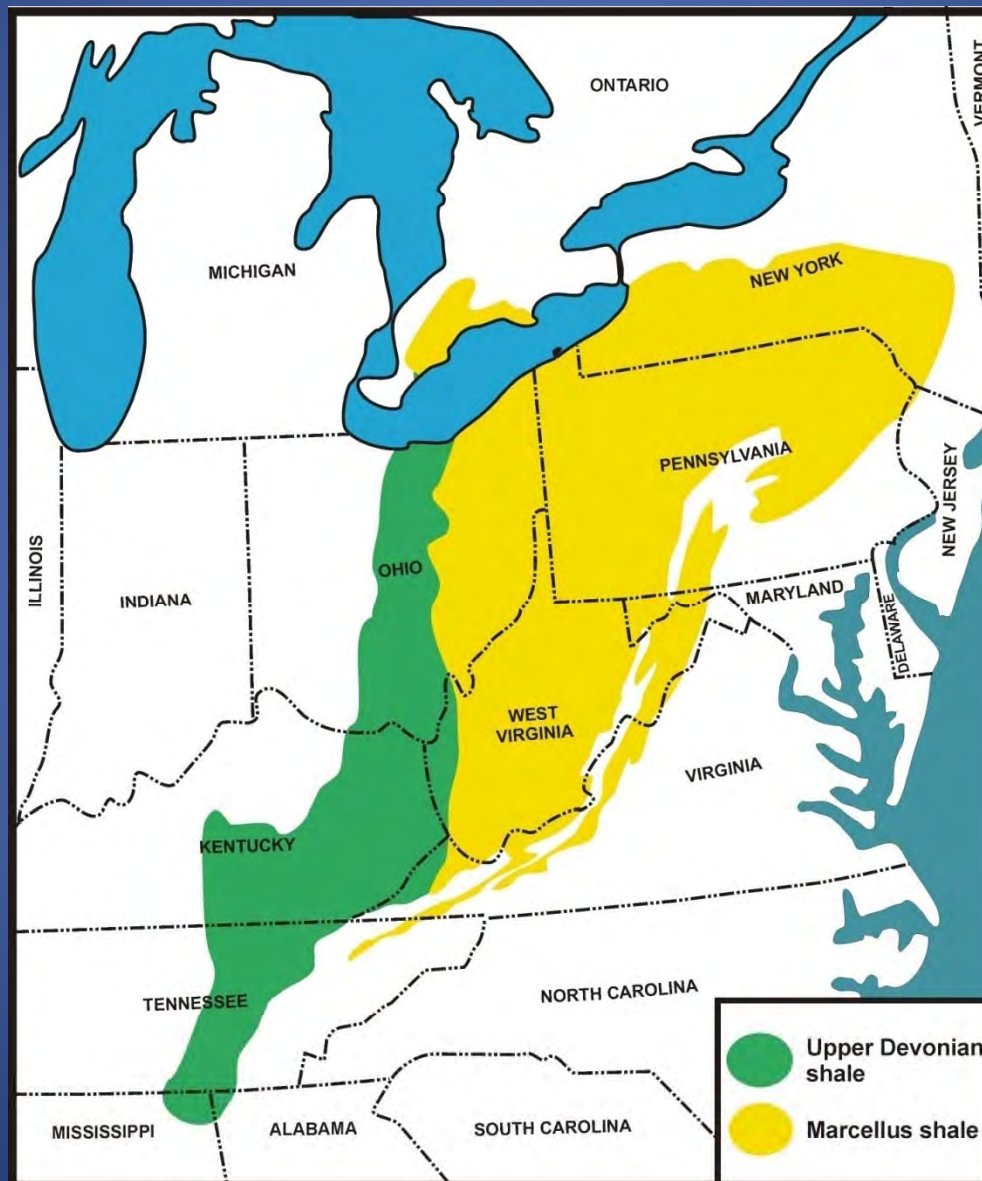 ONTARIO
VERMONT
MICHIGAN
NEW YORK
PENNSYLVANIA
NEW JERSEY
ILLINOIS
INDIANA
OHIO
MARYLAND
DELAWARE
WEST
VIRGINIA
VIRGINIA
KENTUCKY
TENNESSEE
NORTH CAROLINA
MISSISSIPPI
ALABAMA
SOUTH CAROLINA
Upper Devonian
shale
Marcellus shale